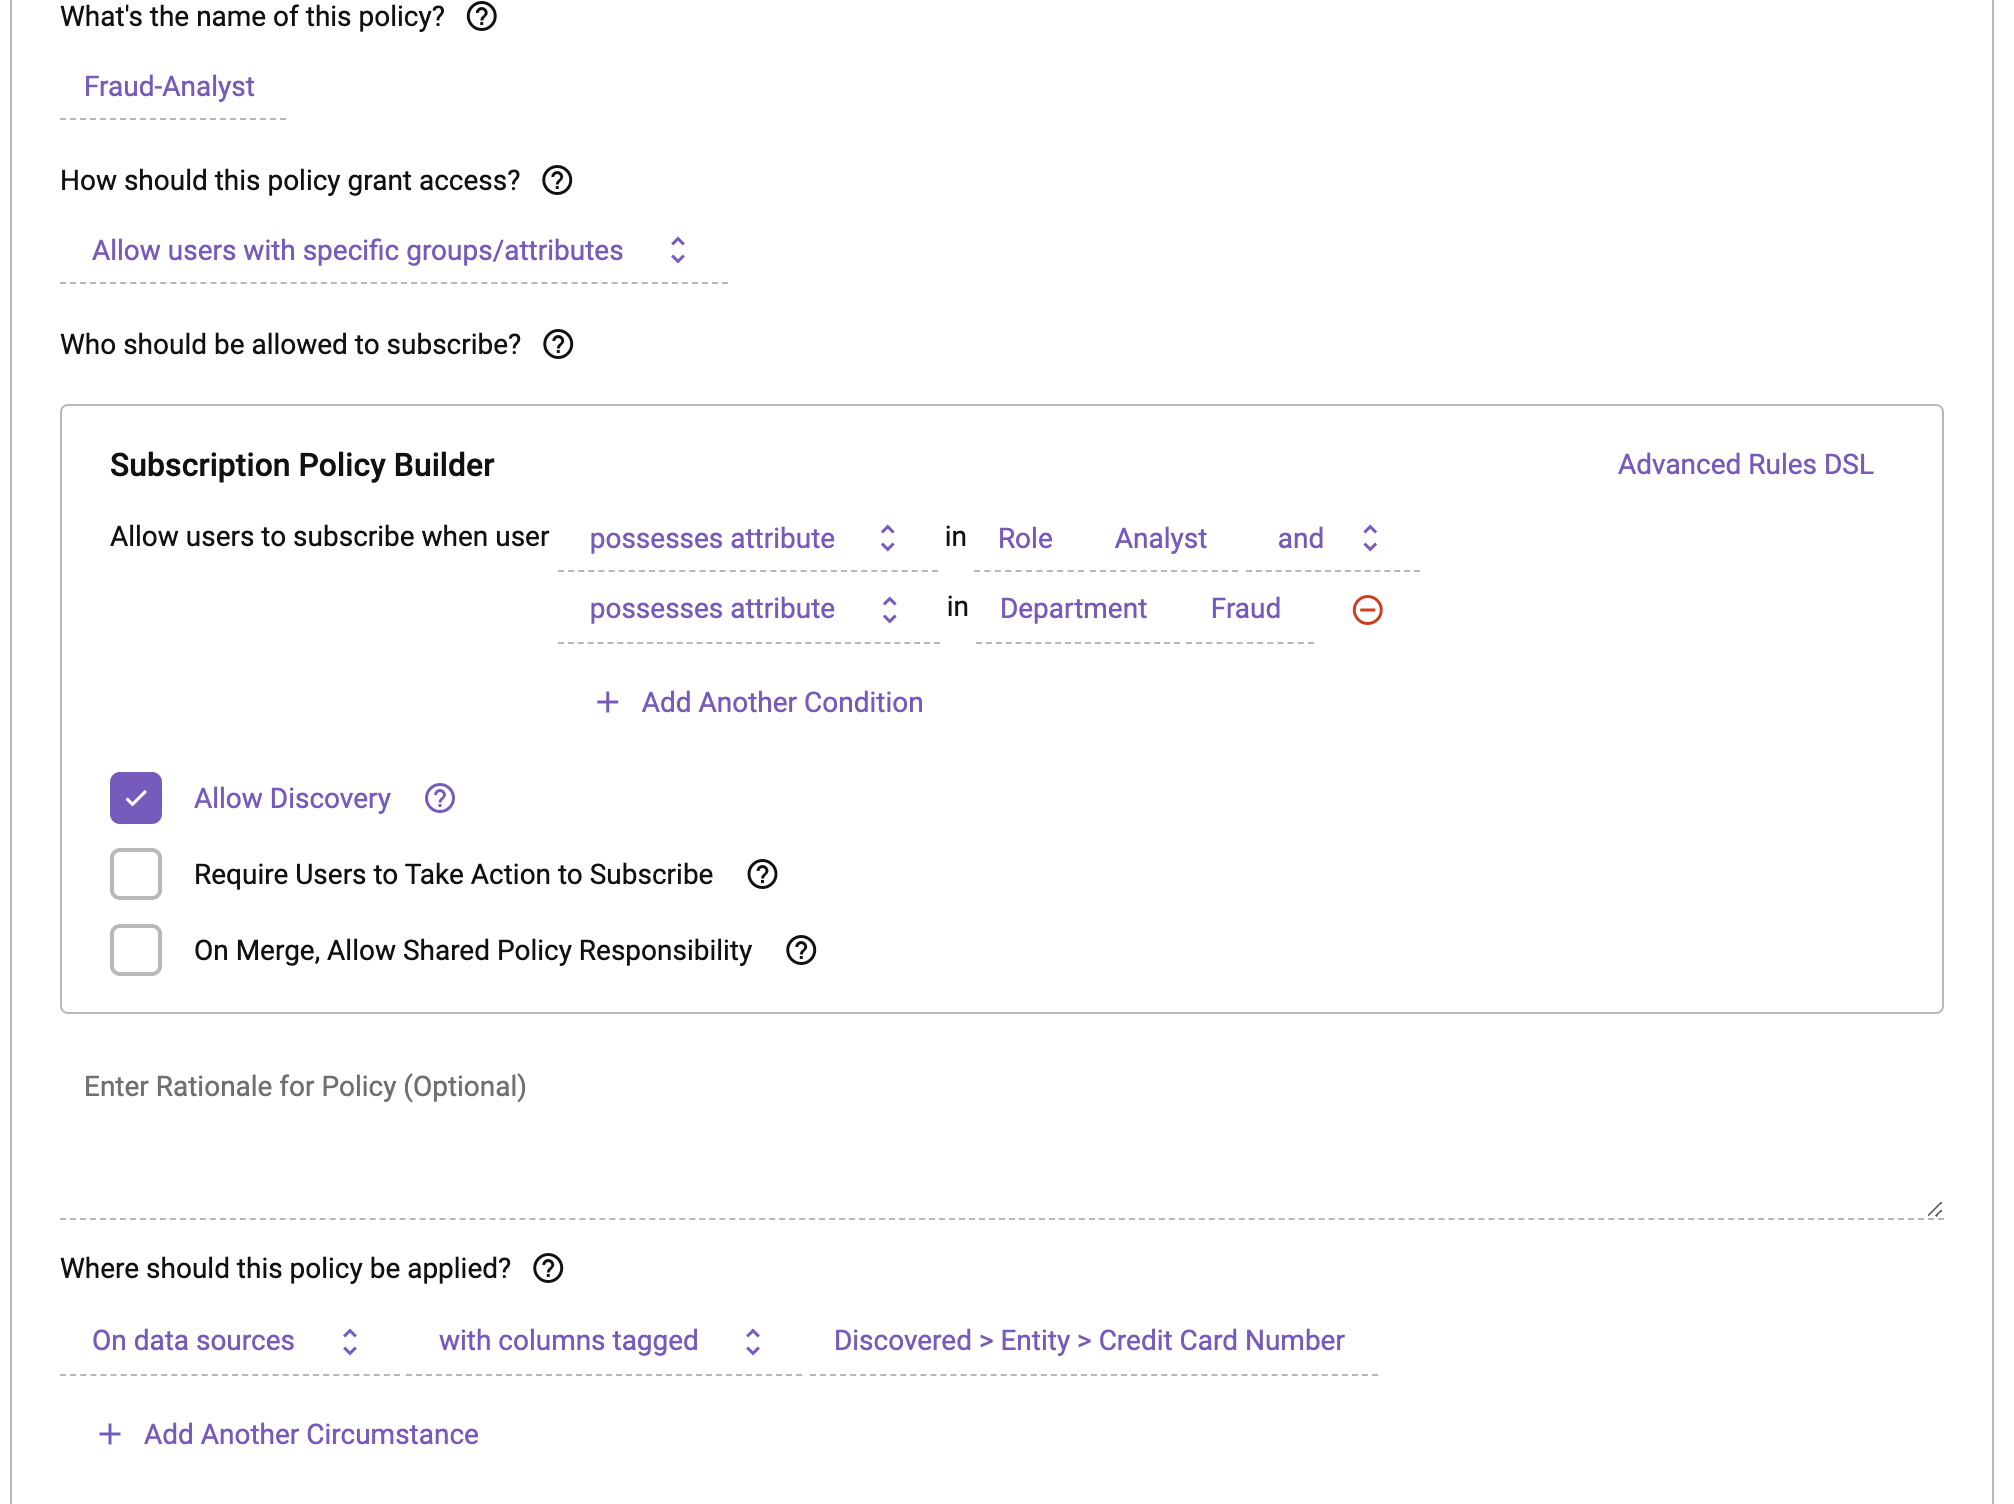 What's the name of this policy?
Fraud-Analyst
How should this policy grant access?
Allow users with specific groups/attributes
Who should be allowed to subscribe?
Subscription Policy Builder
Advanced Rules DSL
Allow users to subscribe when user possesses attribute in Role Analyst and
possesses attribute in Department Fraud
+ Add Another Condition
Allow Discovery
Require Users to Take Action to Subscribe
On Merge, Allow Shared Policy Responsibility
Enter Rationale for Policy (Optional)
Where should this policy be applied?
On data sources with columns tagged Discovered > Entity > Credit Card Number
+ Add Another Circumstance